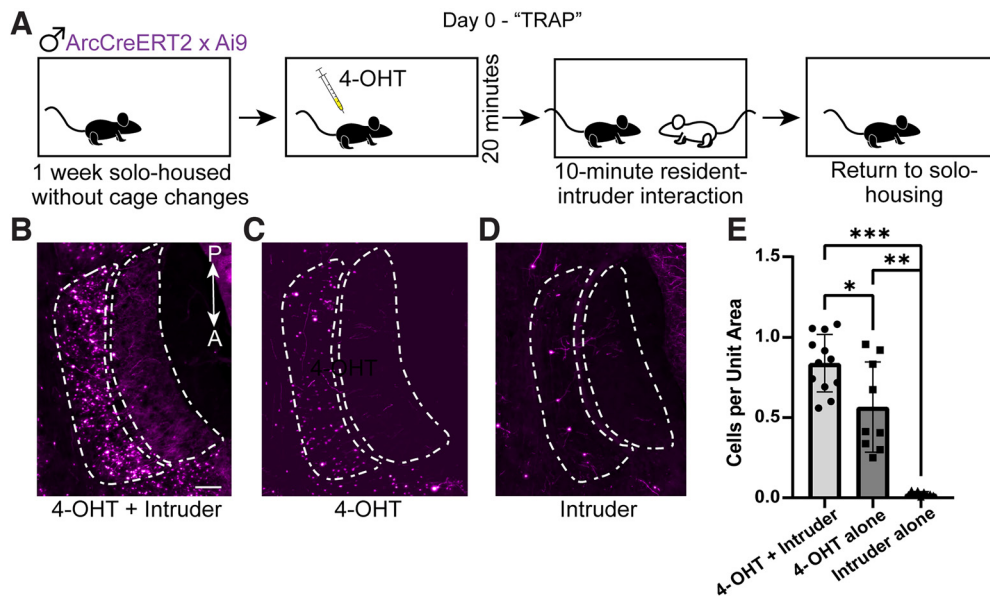 A
Day 0 - “TRAP”
♂ArcCreERT2 x Ai9
4-OHT
20 minutes
1 week solo-housed
without cage changes
10-minute resident-
intruder interaction
Return to solo-
housing
B
P
A
4-OHT + Intruder
C
4-OHT
4-OHT
D
Intruder
E
Cells per Unit Area
1.5
1.0
0.5
0.0
***
**
*
4-OHT + Intruder
4-OHT alone
Intruder alone